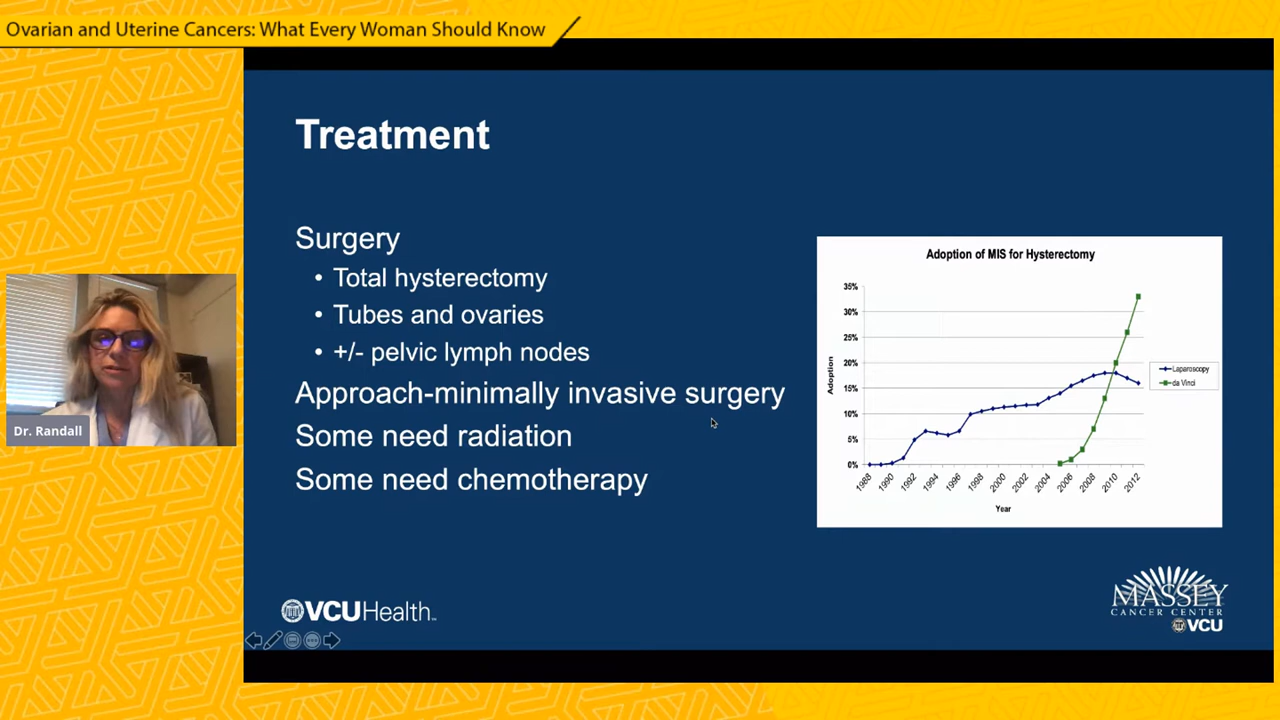 Ovarian and Uterine Cancers: What Every Woman Should Know
Treatment
Surgery
• Total hysterectomy
• Tubes and ovaries
• +/- pelvic lymph nodes
Approach-minimally invasive surgery
Some need radiation
Some need chemotherapy
Adoption of MIS for Hysterectomy
Adoption
35%
30%
25%
20%
15%
10%
5%
0%
1988
1990
1992
1994
1996
1998
2000
2002
2004
2006
2008
2010
2012
Year
Laparoscopy
da Vinci
Dr. Randall
VCUHealth™
MASSEY
CANCER CENTER
VCU